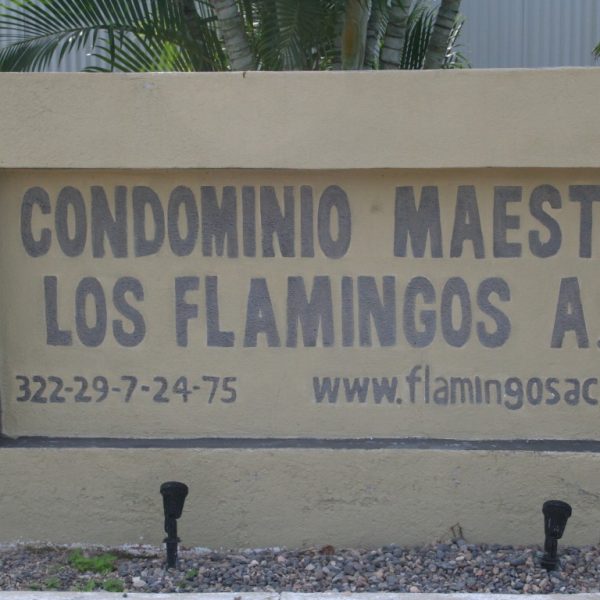 CONDOMINIO MAEST
LOS FLAMINGOS A.
322-29-7-24-75 www.flamingosac